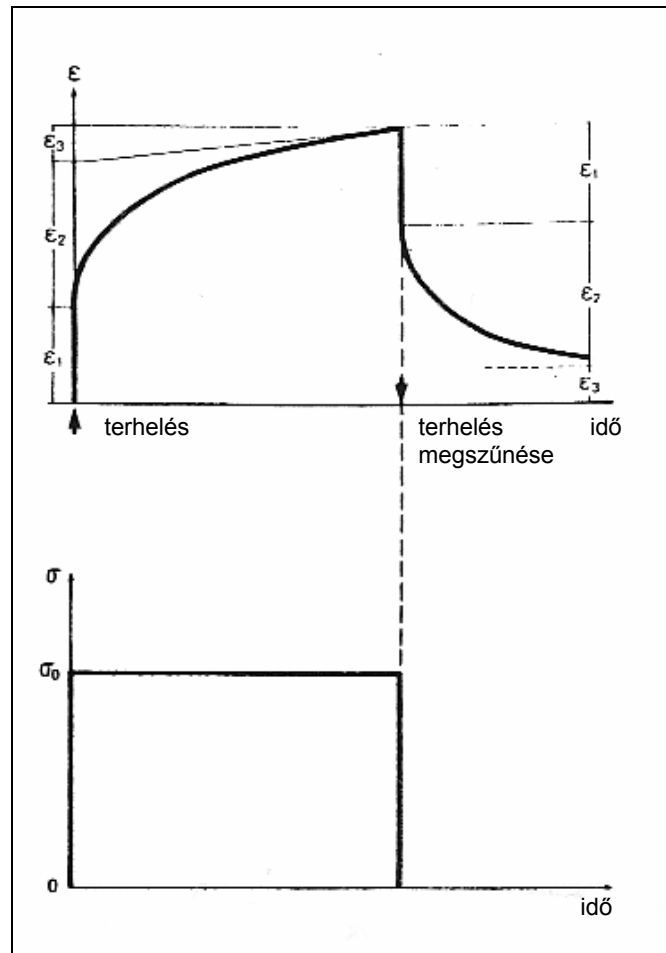 ε
ε₃
ε₂
ε₁
ε₁
ε₂
ε₃
terhelés
terhelés
megszűnése
idő
σ
σ₀
0
idő